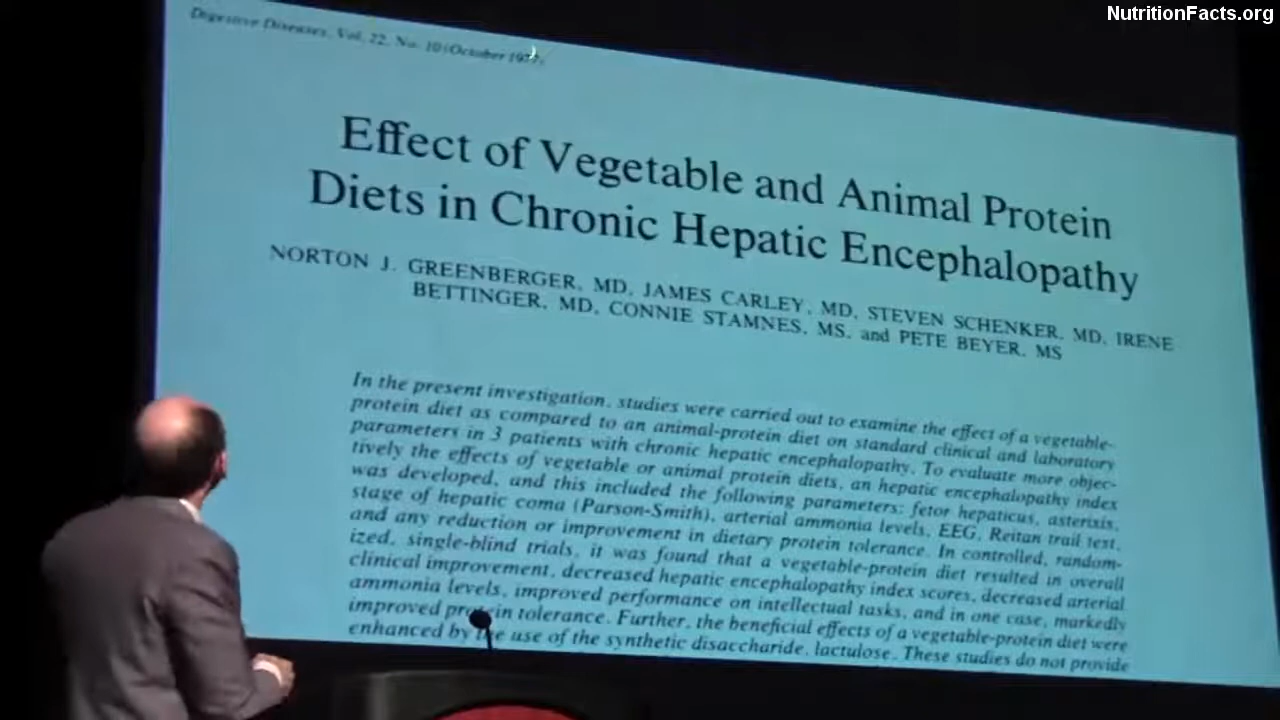 NutritionFacts.org
Digestive Diseases, Vol. 22, No. 10 (October 1977)
Effect of Vegetable and Animal Protein
Diets in Chronic Hepatic Encephalopathy
NORTON J. GREENBERGER, MD, JAMES CARLEY, MD, STEVEN SCHENKER, MD, IRENE
BETTINGER, MD, CONNIE STAMNES, MS, and PETE BEYER, MS
In the present investigation, studies were carried out to examine the effect of a vegetable-
protein diet as compared to an animal-protein diet on standard clinical and laboratory
parameters in 3 patients with chronic hepatic encephalopathy. To evaluate more objec-
tively the effects of vegetable or animal protein diets, an hepatic encephalopathy index
was developed, and this included the following parameters: fetor hepaticus, asterixis,
stage of hepatic coma (Parson-Smith), arterial ammonia levels, EEG, Reitan trail test,
and any reduction or improvement in dietary protein tolerance. In controlled, random-
ized, single-blind trials, it was found that a vegetable-protein diet resulted in overall
clinical improvement, decreased hepatic encephalopathy index scores, decreased arterial
ammonia levels, improved performance on intellectual tasks, and in one case, markedly
improved protein tolerance. Further, the beneficial effects of a vegetable-protein diet were
enhanced by the use of the synthetic disaccharide, lactulose. These studies do not provide